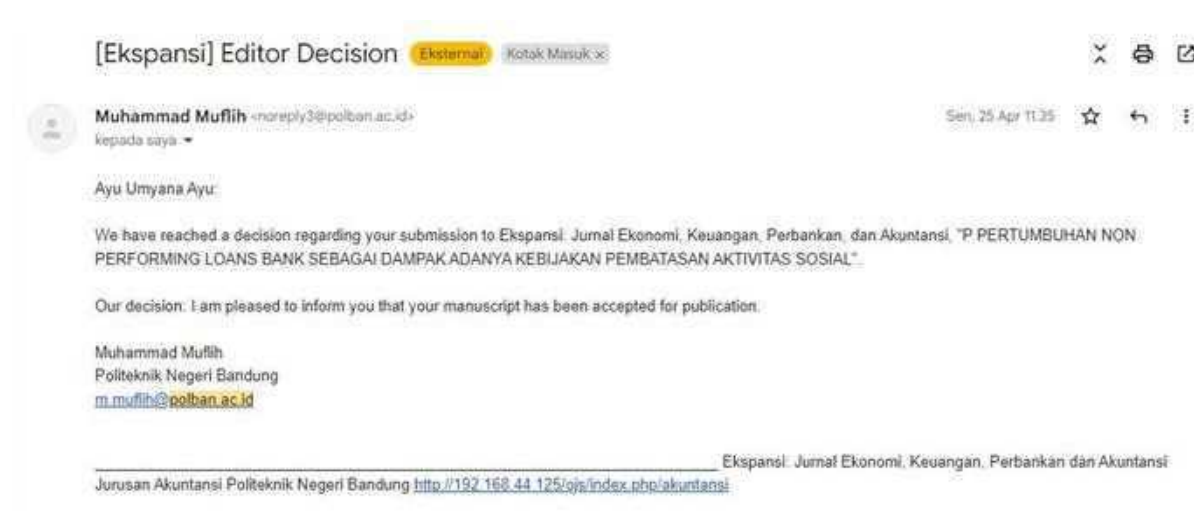 [Ekspansi] Editor Decision Eksternal Kotak Masuk ×
Muhammad Muflih <noreply3@polban.ac.id>
Sen, 25 Apr 11.35
kepada saya
Ayu Umyana Ayu:
We have reached a decision regarding your submission to Ekspansi: Jurnal Ekonomi, Keuangan, Perbankan, dan Akuntansi, "P PERTUMBUHAN NON
PERFORMING LOANS BANK SEBAGAI DAMPAK ADANYA KEBIJAKAN PEMBATASAN AKTIVITAS SOSIAL".
Our decision: I am pleased to inform you that your manuscript has been accepted for publication.
Muhammad Muflih
Politeknik Negeri Bandung
m.muflih@polban.ac.id
Ekspansi: Jurnal Ekonomi, Keuangan, Perbankan dan Akuntansi
Jurusan Akuntansi Politeknik Negeri Bandung http://192.168.44.125/ojs/index.php/akuntansi